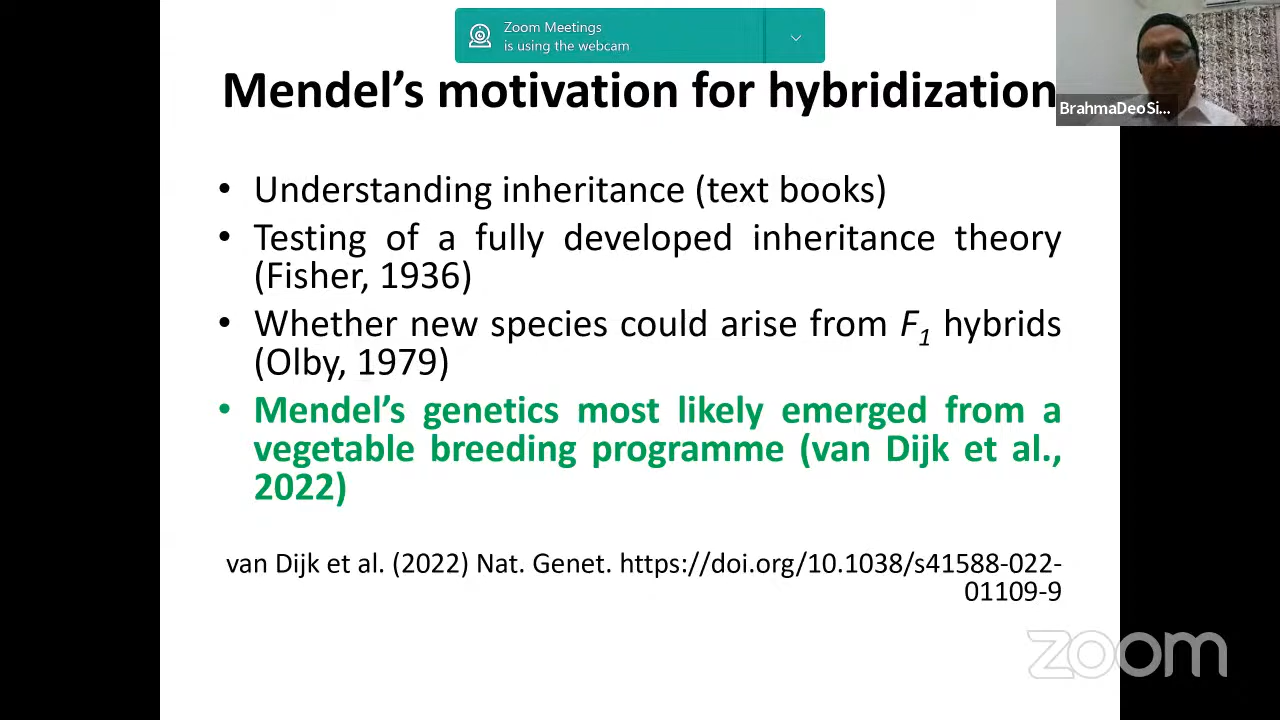 Zoom Meetings
is using the webcam
Mendel's motivation for hybridization
BrahmaDeoSi...
• Understanding inheritance (text books)
• Testing of a fully developed inheritance theory
(Fisher, 1936)
• Whether new species could arise from F1 hybrids
(Olby, 1979)
• Mendel's genetics most likely emerged from a
vegetable breeding programme (van Dijk et al.,
2022)
van Dijk et al. (2022) Nat. Genet. https://doi.org/10.1038/s41588-022-
01109-9
zoom